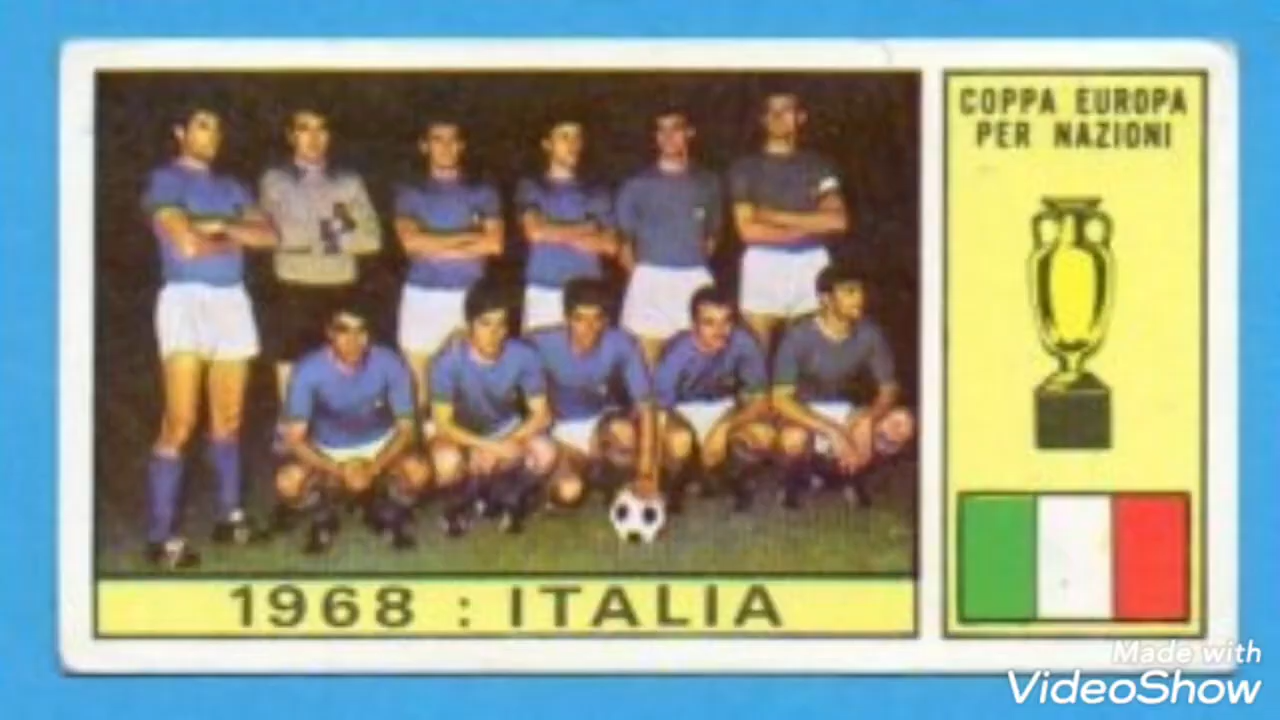 COPPA EUROPA
PER NAZIONI
1968 : ITALIA
Made with
VideoShow